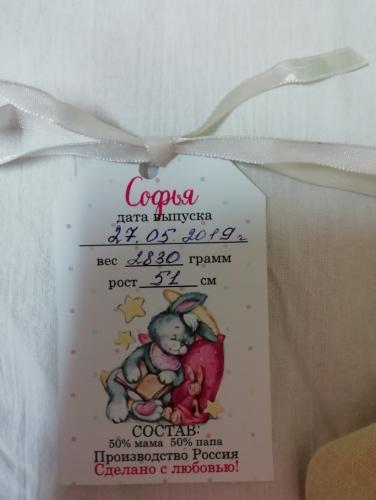 Софья
дата выпуска
27.05.2019 г
вес 2830 грамм
рост 51 см
СОСТАВ:
50% мама 50% папа
Производство Россия
Сделано с любовью!